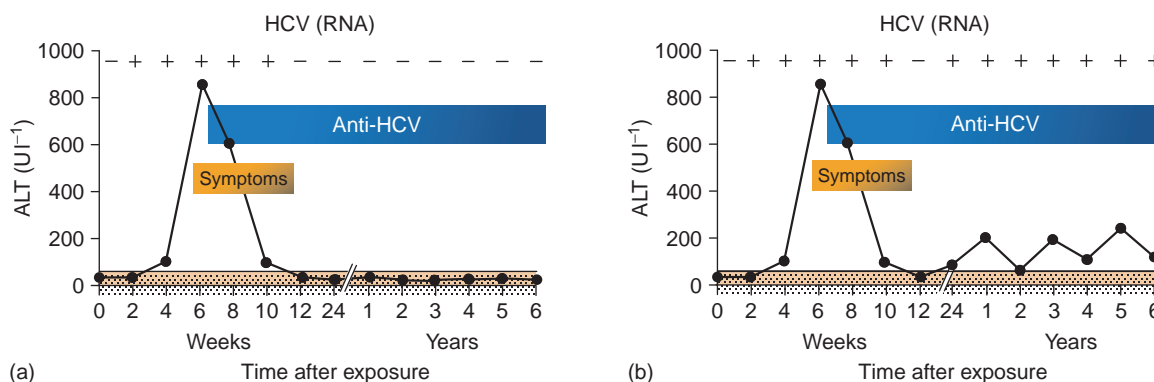 HCV (RNA)
1000
− + + + + + − − − − − − − −
800
Anti-HCV
600
Symptoms
400
200
0
ALT (U l−1)
0 2 4 6 8 10 12 24 1 2 3 4 5 6
Weeks Years
(a) Time after exposure
HCV (RNA)
1000
− + + + + + − + + + + + + +
800
Anti-HCV
600
Symptoms
400
200
0
ALT (U l−1)
0 2 4 6 8 10 12 24 1 2 3 4 5 6
Weeks Years
(b) Time after exposure